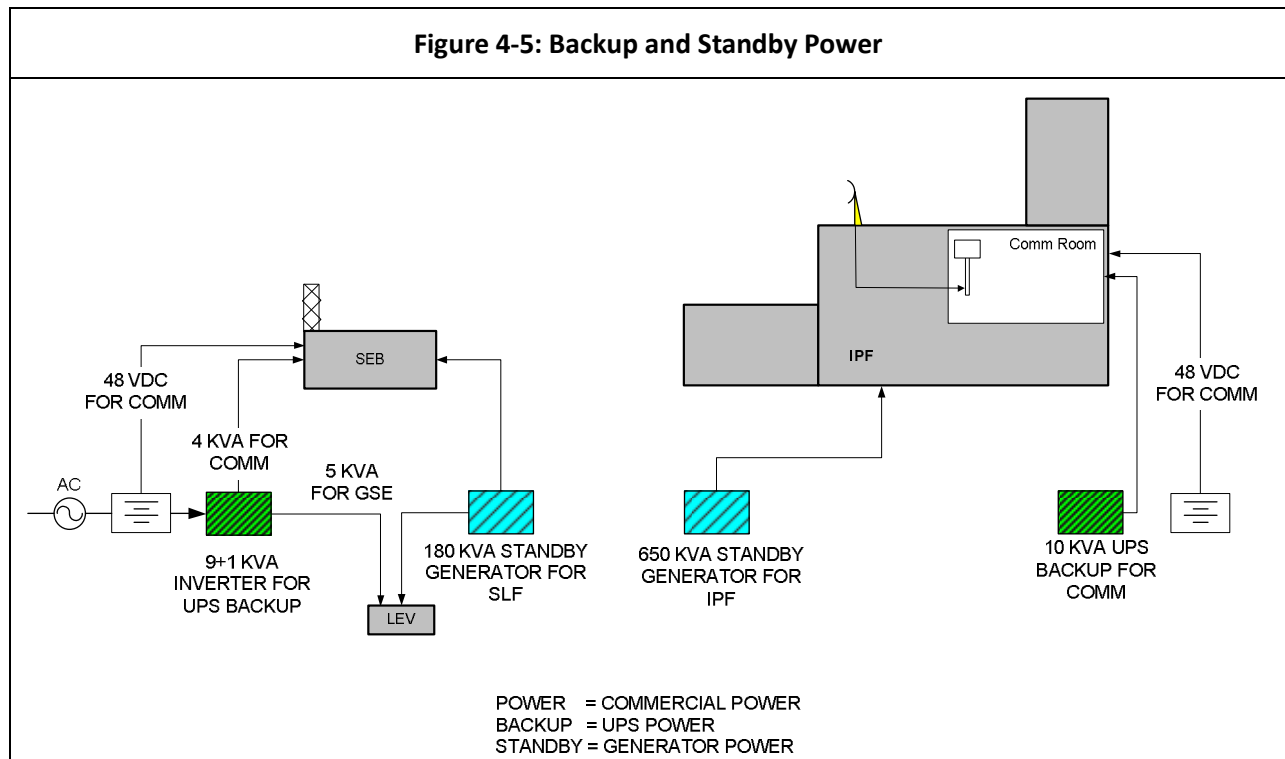 Figure 4-5: Backup and Standby Power
Comm Room
SEB
IPF
48 VDC
FOR COMM
48 VDC
FOR COMM
4 KVA FOR
COMM
5 KVA
FOR GSE
AC
9+1 KVA
INVERTER FOR
UPS BACKUP
180 KVA STANDBY
GENERATOR FOR
SLF
650 KVA STANDBY
GENERATOR FOR
IPF
10 KVA UPS
BACKUP FOR
COMM
LEV
POWER = COMMERCIAL POWER
BACKUP = UPS POWER
STANDBY = GENERATOR POWER